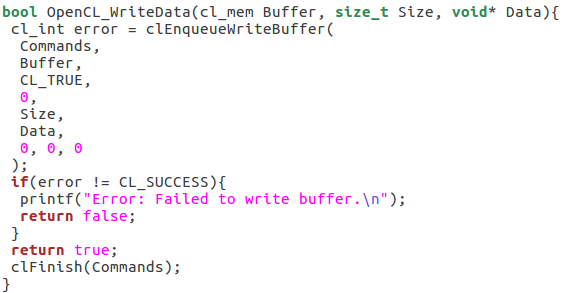 bool OpenCL_WriteData(cl_mem Buffer, size_t Size, void* Data){
 cl_int error = clEnqueueWriteBuffer(
  Commands,
  Buffer,
  CL_TRUE,
  0,
  Size,
  Data,
  0, 0, 0
 );
 if(error != CL_SUCCESS){
  printf("Error: Failed to write buffer.\n");
  return false;
 }
 return true;
 clFinish(Commands);
}